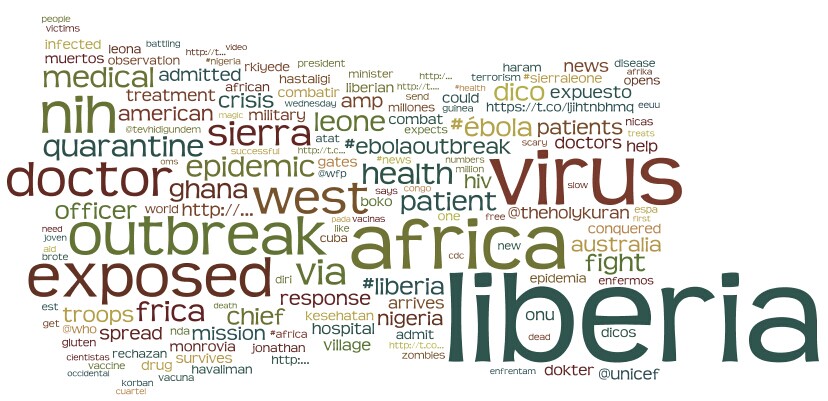 people
victims
infected leona battling http://t... video
muertos observation #nigeria president
rkiyede hastaligi minister http:/... haram news disease
medical admitted african combatir liberian http://t.... #health terrorism #sierraleone afrika opens
treatment crisis wednesday amp millones send could guinea dico expuesto
nih american magic military leone combat https://t.co/ljihtnbhmq eeuu
@tevhidigundem sierra atat expects #ébola patients nicas treats
quarantine successful http://t.c... #ebolaoutbreak scary doctors help
doctor oms epidemic gates #news health numbers million hiv virus
ghana @wfp says congo slow
officer world http://... west boko patient one free @theholykuran espa first
need joven outbreak pada vacinas like cuba africa new conquered
aid brote cdc australia
exposed diri via epidemia fight
est #liberia enfermos
troops frica death response arrives liberia onu
get @who chief kesehatan nigeria dead dicos
gluten spread nda mission #africa hospital admit
cientistas rechazan monrovia jonathan village http://t.co...
vaccine drug survives http:... zombies
occidental vacuna havaliman enfrentam dokter @unicef
korban
cuartel